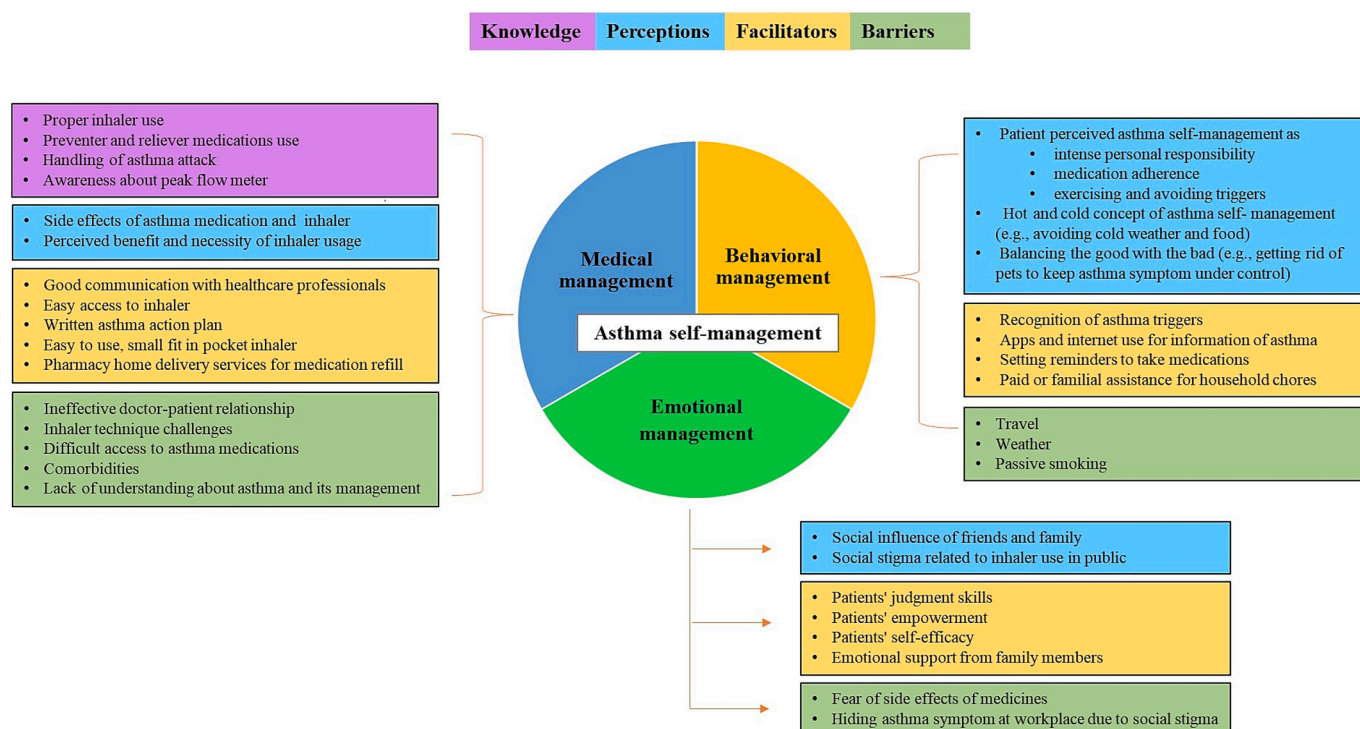 Knowledge Perceptions Facilitators Barriers
• Proper inhaler use
• Preventer and reliever medications use
• Handling of asthma attack
• Awareness about peak flow meter
• Side effects of asthma medication and inhaler
• Perceived benefit and necessity of inhaler usage
• Good communication with healthcare professionals
• Easy access to inhaler
• Written asthma action plan
• Easy to use, small fit in pocket inhaler
• Pharmacy home delivery services for medication refill
• Ineffective doctor-patient relationship
• Inhaler technique challenges
• Difficult access to asthma medications
• Comorbidities
• Lack of understanding about asthma and its management
Medical
management
Behavioral
management
Asthma self-management
Emotional
management
• Patient perceived asthma self-management as
• intense personal responsibility
• medication adherence
• exercising and avoiding triggers
• Hot and cold concept of asthma self- management
(e.g., avoiding cold weather and food)
• Balancing the good with the bad (e.g., getting rid of
pets to keep asthma symptom under control)
• Recognition of asthma triggers
• Apps and internet use for information of asthma
• Setting reminders to take medications
• Paid or familial assistance for household chores
• Travel
• Weather
• Passive smoking
• Social influence of friends and family
• Social stigma related to inhaler use in public
• Patients' judgment skills
• Patients' empowerment
• Patients' self-efficacy
• Emotional support from family members
• Fear of side effects of medicines
• Hiding asthma symptom at workplace due to social stigma